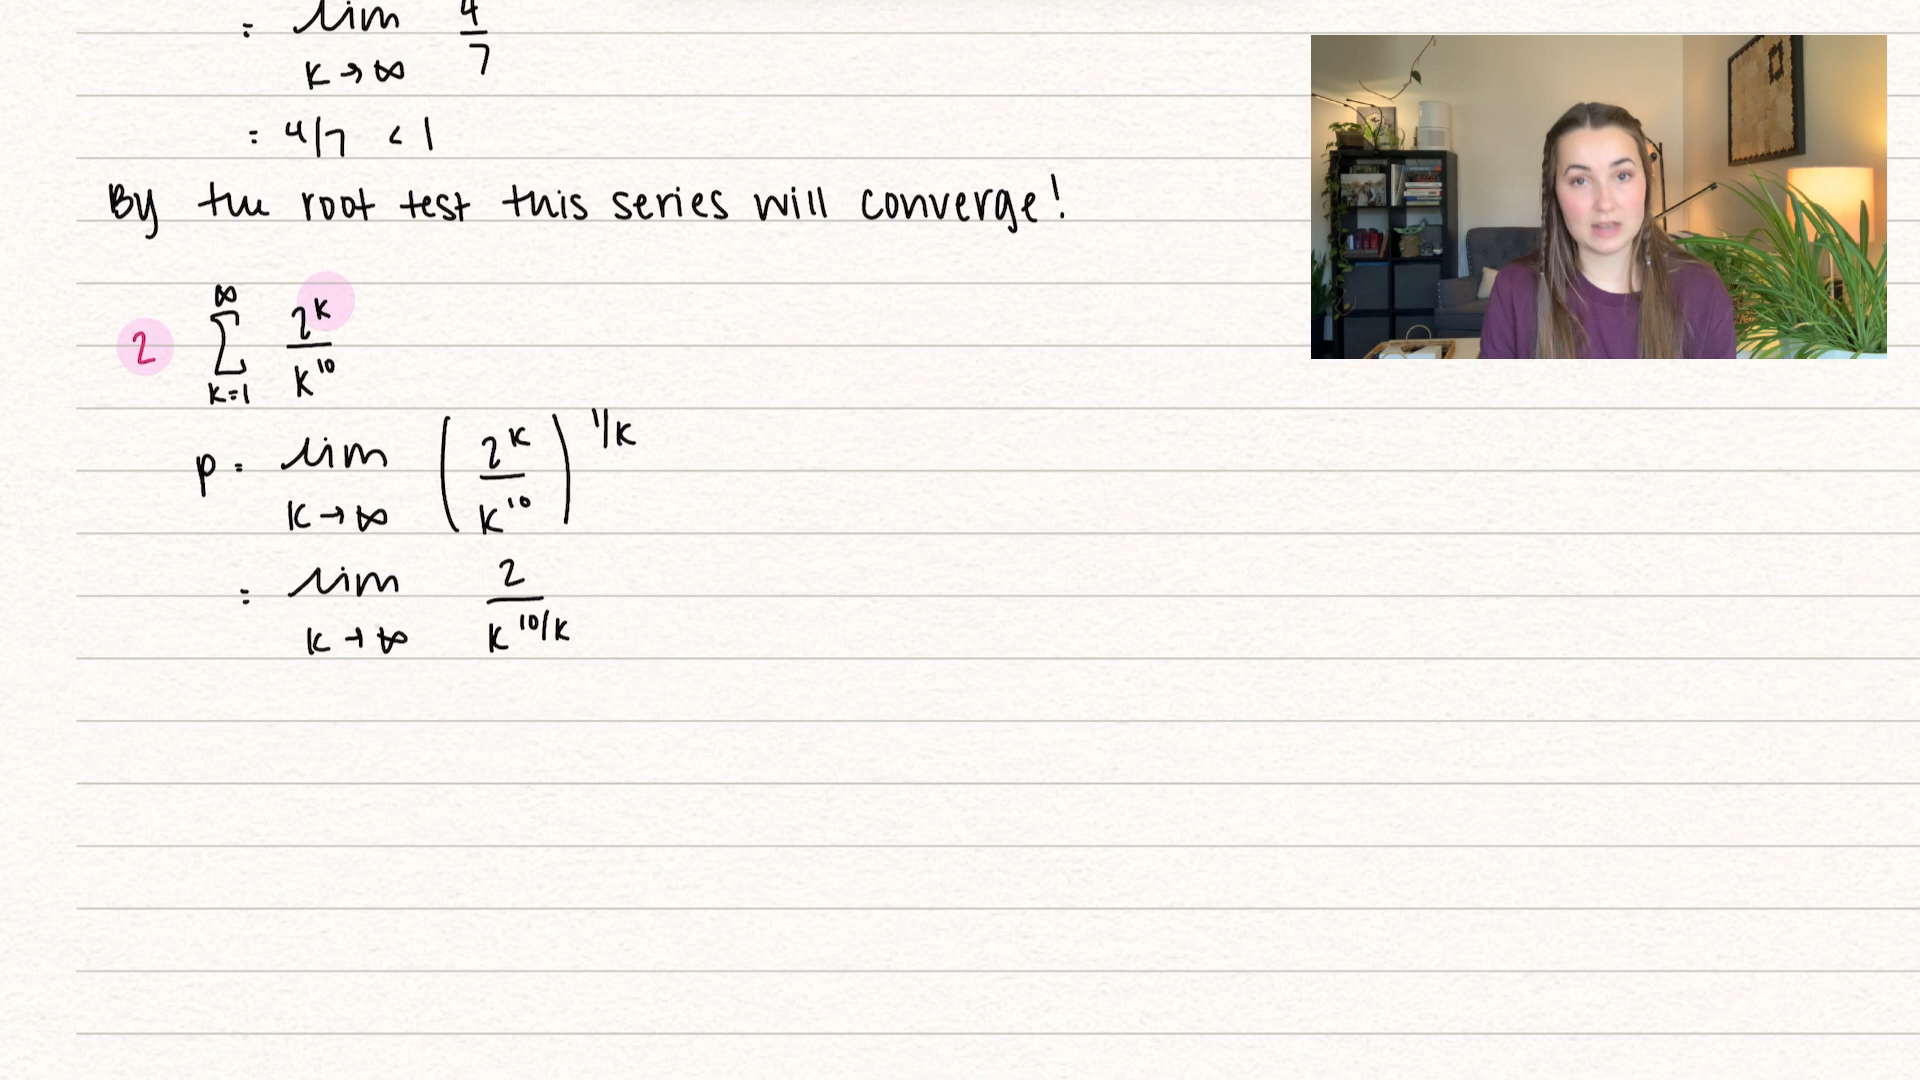 = lim 4/7
k→∞
= 4/7 < 1
By the root test this series will converge!
2 ∞ Σ k=1 2^k / k^10
p = lim k→∞ (2^k / k^10)^1/k
= lim k→∞ 2 / k^10/k